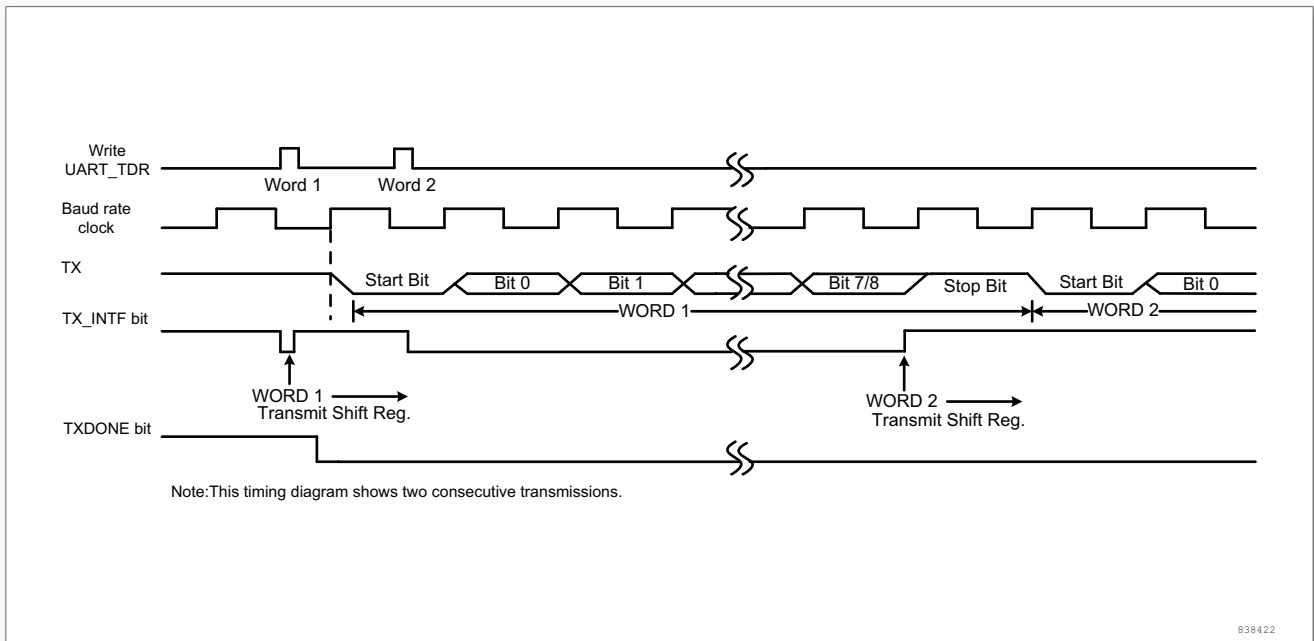 Write
UART_TDR
Word 1 Word 2
Baud rate
clock
TX
Start Bit Bit 0 Bit 1 Bit 7/8 Stop Bit Start Bit Bit 0
WORD 1 WORD 2
TX_INTF bit
WORD 1
Transmit Shift Reg.
WORD 2
Transmit Shift Reg.
TXDONE bit
Note:This timing diagram shows two consecutive transmissions.
838422